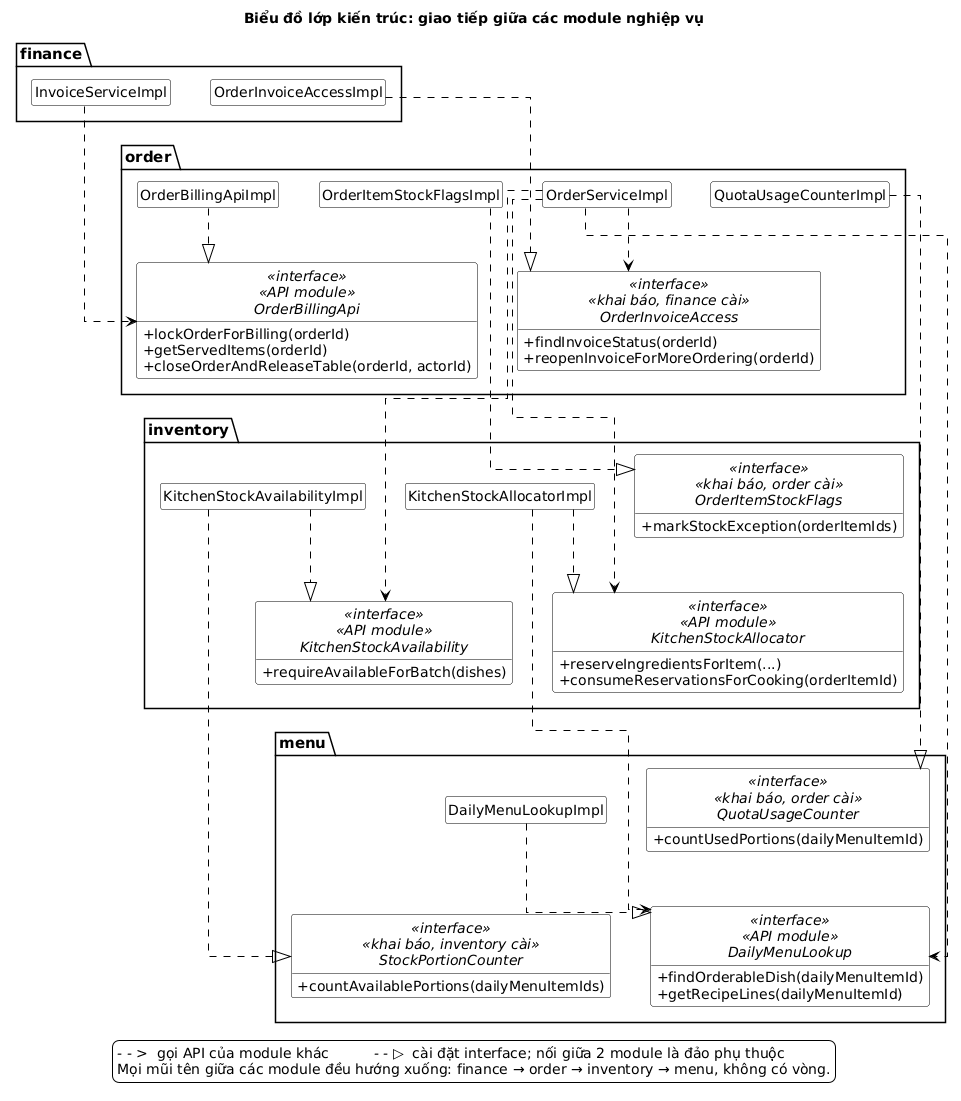 Biểu đồ lớp kiến trúc: giao tiếp giữa các module nghiệp vụ
finance
InvoiceServiceImpl
OrderInvoiceAccessImpl
order
OrderBillingApiImpl
OrderItemStockFlagsImpl
OrderServiceImpl
QuotaUsageCounterImpl
«interface»
«API module»
OrderBillingApi
+lockOrderForBilling(orderId)
+getServedItems(orderId)
+closeOrderAndReleaseTable(orderId, actorId)
«interface»
«khai báo, finance cài»
OrderInvoiceAccess
+findInvoiceStatus(orderId)
+reopenInvoiceForMoreOrdering(orderId)
inventory
KitchenStockAvailabilityImpl
KitchenStockAllocatorImpl
«interface»
«khai báo, order cài»
OrderItemStockFlags
+markStockException(orderItemIds)
«interface»
«API module»
KitchenStockAvailability
+requireAvailableForBatch(dishes)
«interface»
«API module»
KitchenStockAllocator
+reserveIngredientsForItem(...)
+consumeReservationsForCooking(orderItemId)
menu
DailyMenuLookupImpl
«interface»
«khai báo, order cài»
QuotaUsageCounter
+countUsedPortions(dailyMenuItemId)
«interface»
«khai báo, inventory cài»
StockPortionCounter
+countAvailablePortions(dailyMenuItemIds)
«interface»
«API module»
DailyMenuLookup
+findOrderableDish(dailyMenuItemId)
+getRecipeLines(dailyMenuItemId)
- - > gọi API của module khác - - ▷ cài đặt interface; nối giữa 2 module là đảo phụ thuộc
Mọi mũi tên giữa các module đều hướng xuống: finance → order → inventory → menu, không có vòng.